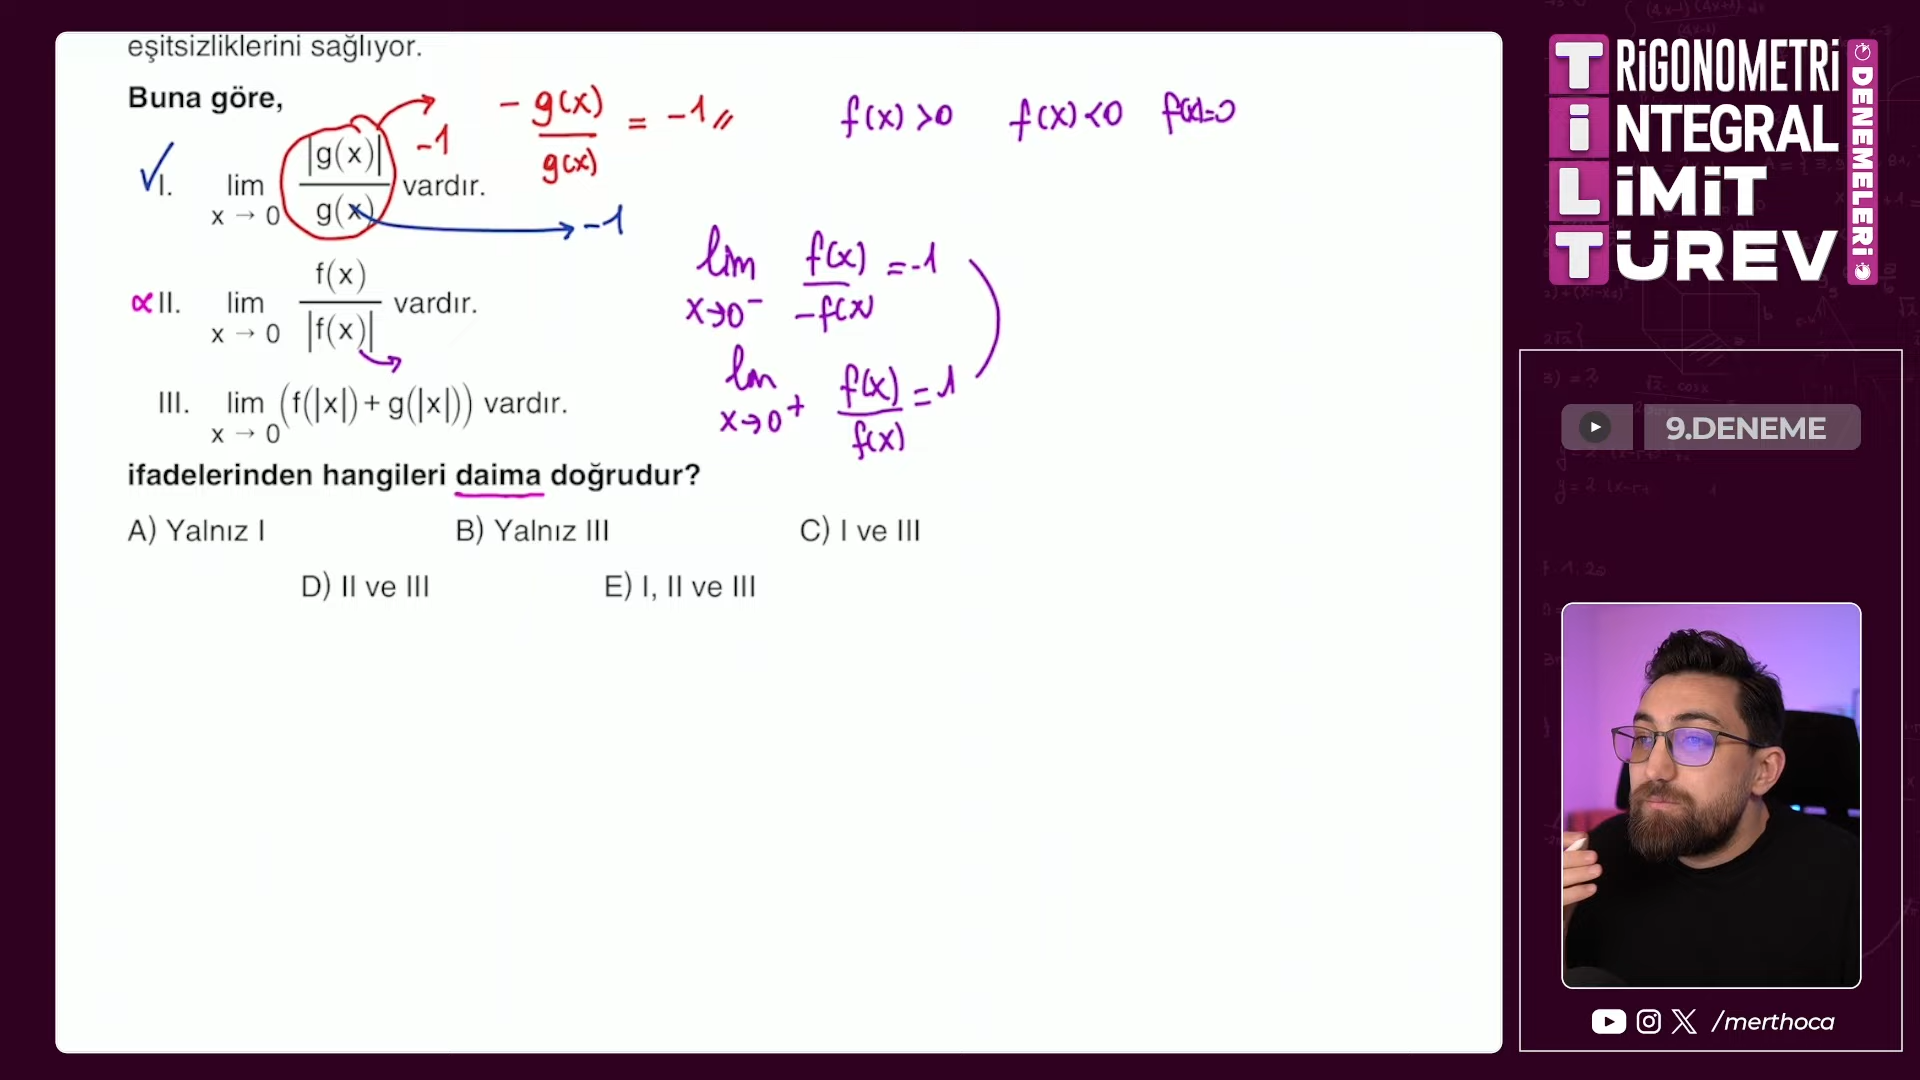 eşitsizliklerini sağlıyor.
Buna göre,
I. lim x → 0 |g(x)| / g(x) vardır.
-1
- g(x) / g(x) = -1 //
f(x) >0 f(x) <0 f(x)=0
→ -1
II. lim x → 0 f(x) / |f(x)| vardır.
lim x→0⁻ f(x) / -f(x) = -1
lim x→0⁺ f(x) / f(x) = 1
III. lim x → 0 (f(|x|) + g(|x|)) vardır.
ifadelerinden hangileri daima doğrudur?
A) Yalnız I B) Yalnız III C) I ve III
D) II ve III E) I, II ve III
TRİGONOMETRİ
İNTEGRAL
LİMİT
TÜREV
DENEMELERİ
9.DENEME
/merthoca